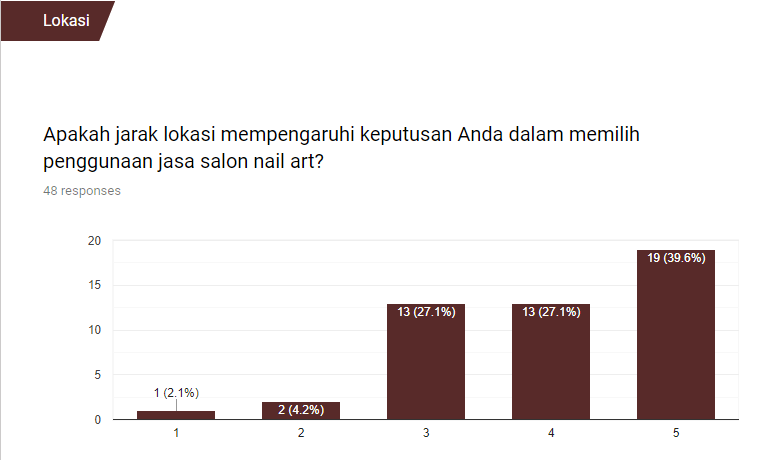 Lokasi
Apakah jarak lokasi mempengaruhi keputusan Anda dalam memilih
penggunaan jasa salon nail art?
48 responses
20
15
10
5
0
1 (2.1%)
2 (4.2%)
13 (27.1%)
13 (27.1%)
19 (39.6%)
1 2 3 4 5